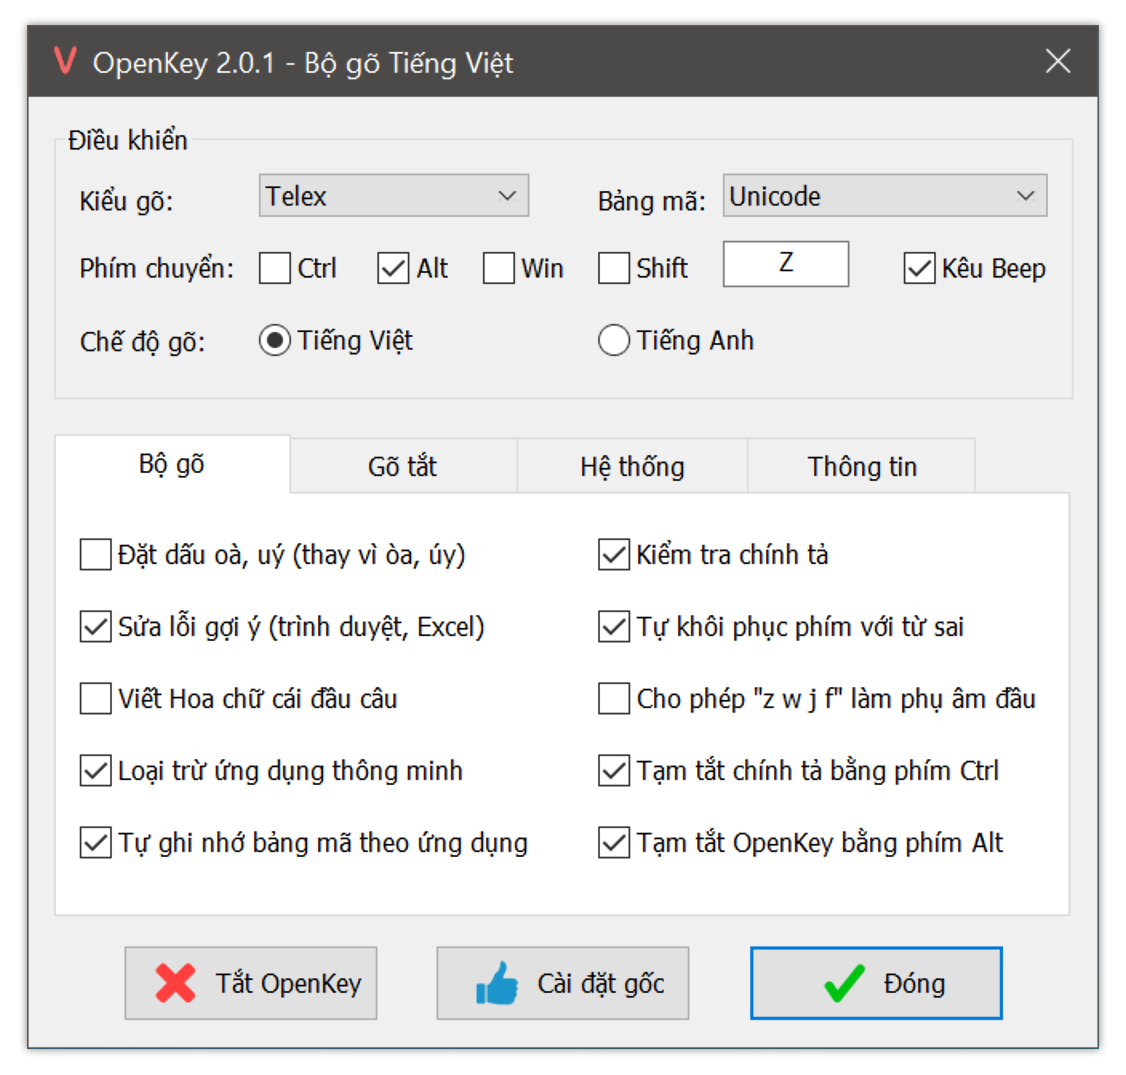 OpenKey 2.0.1 - Bộ gõ Tiếng Việt
Điều khiển
Kiểu gõ: Telex Bảng mã: Unicode
Phím chuyển: Ctrl Alt Win Shift Z Kêu Beep
Chế độ gõ: Tiếng Việt Tiếng Anh
Bộ gõ Gõ tắt Hệ thống Thông tin
Đặt dấu oà, uý (thay vì òa, úy) Kiểm tra chính tả
Sửa lỗi gợi ý (trình duyệt, Excel) Tự khôi phục phím với từ sai
Viết Hoa chữ cái đầu câu Cho phép "z w j f" làm phụ âm đầu
Loại trừ ứng dụng thông minh Tạm tắt chính tả bằng phím Ctrl
Tự ghi nhớ bảng mã theo ứng dụng Tạm tắt OpenKey bằng phím Alt
Tắt OpenKey Cài đặt gốc Đóng